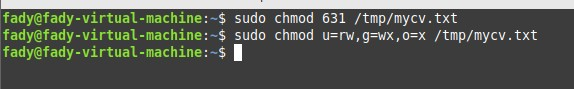 fady@fady-virtual-machine:~$ sudo chmod 631 /tmp/mycv.txt
fady@fady-virtual-machine:~$ sudo chmod u=rw,g=wx,o=x /tmp/mycv.txt
fady@fady-virtual-machine:~$